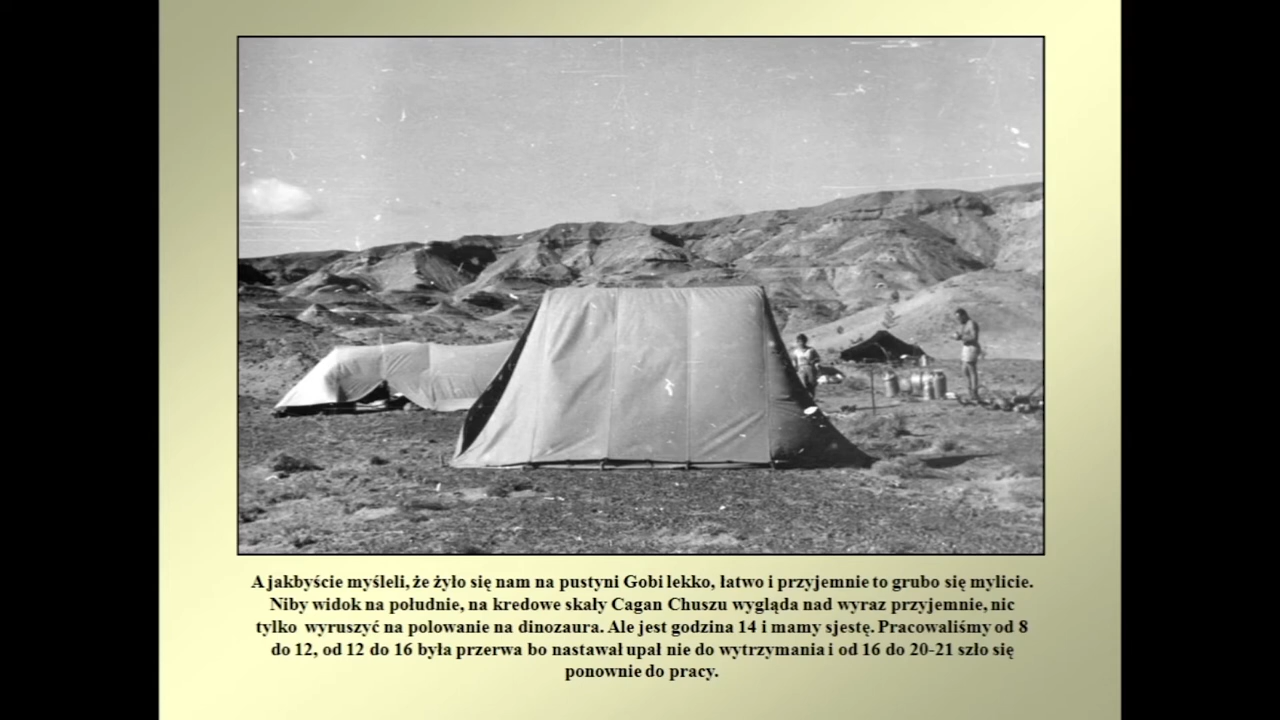 A jakbyście myśleli, że żyło się nam na pustyni Gobi lekko, łatwo i przyjemnie to grubo się mylicie.
Niby widok na południe, na kredowe skały Cagan Chuszu wygląda nad wyraz przyjemnie, nic
tylko wyruszyć na polowanie na dinozaura. Ale jest godzina 14 i mamy sjestę. Pracowaliśmy od 8
do 12, od 12 do 16 była przerwa bo nastawał upał nie do wytrzymania i od 16 do 20-21 szło się
ponownie do pracy.